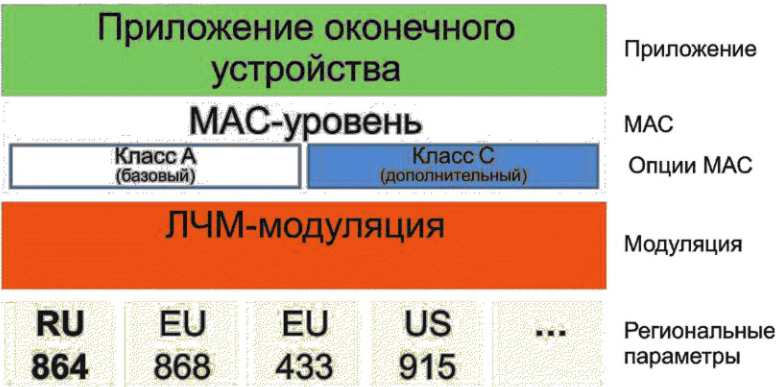 Приложение оконечного
устройства
Приложение
МАС-уровень
МАС
Класс А
(базовый)
Класс С
(дополнительный)
Опции МАС
ЛЧМ-модуляция
Модуляция
RU
864
EU
868
EU
433
US
915
...
Региональные
параметры